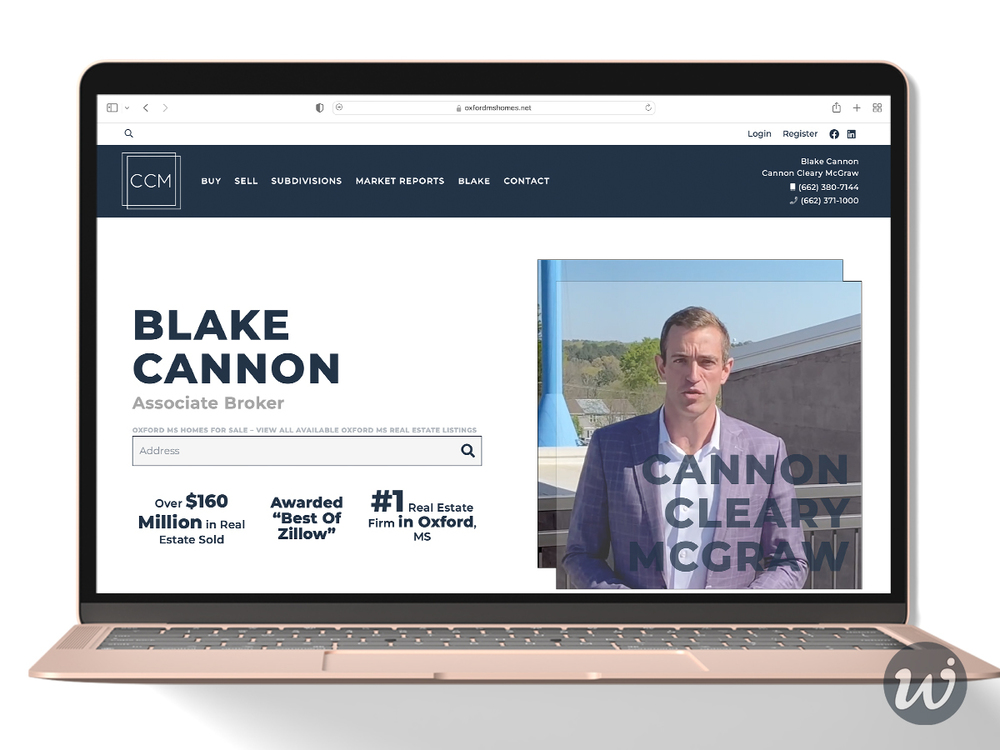 oxfordmshomes.net
Login Register
CCM
BUY SELL SUBDIVISIONS MARKET REPORTS BLAKE CONTACT
Blake Cannon
Cannon Cleary McGraw
(662) 380-7144
(662) 371-1000
BLAKE
CANNON
Associate Broker
OXFORD MS HOMES FOR SALE - VIEW ALL AVAILABLE OXFORD MS REAL ESTATE LISTINGS
Address
Over $160
Million in Real
Estate Sold
Awarded
“Best Of
Zillow”
#1 Real Estate
Firm in Oxford,
MS
CANNON
CLEARY
MCGRAW
wi